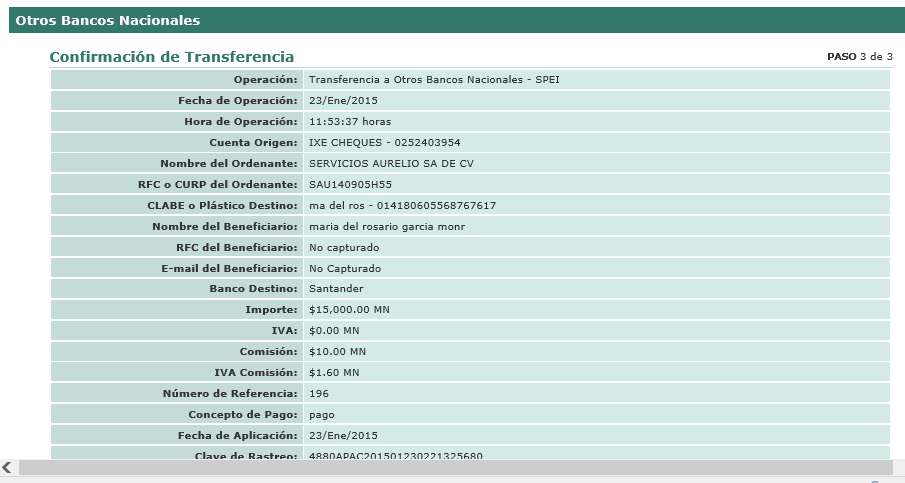 Otros Bancos Nacionales
Confirmación de Transferencia PASO 3 de 3
Operación: Transferencia a Otros Bancos Nacionales - SPEI
Fecha de Operación: 23/Ene/2015
Hora de Operación: 11:53:37 horas
Cuenta Origen: IXE CHEQUES - 0252403954
Nombre del Ordenante: SERVICIOS AURELIO SA DE CV
RFC o CURP del Ordenante: SAU140905H55
CLABE o Plástico Destino: ma del ros - 014180605568767617
Nombre del Beneficiario: maria del rosario garcia monr
RFC del Beneficiario: No capturado
E-mail del Beneficiario: No Capturado
Banco Destino: Santander
Importe: $15,000.00 MN
IVA: $0.00 MN
Comisión: $10.00 MN
IVA Comisión: $1.60 MN
Número de Referencia: 196
Concepto de Pago: pago
Fecha de Aplicación: 23/Ene/2015
Clave de Rastreo: 4880APAC201501230221325680